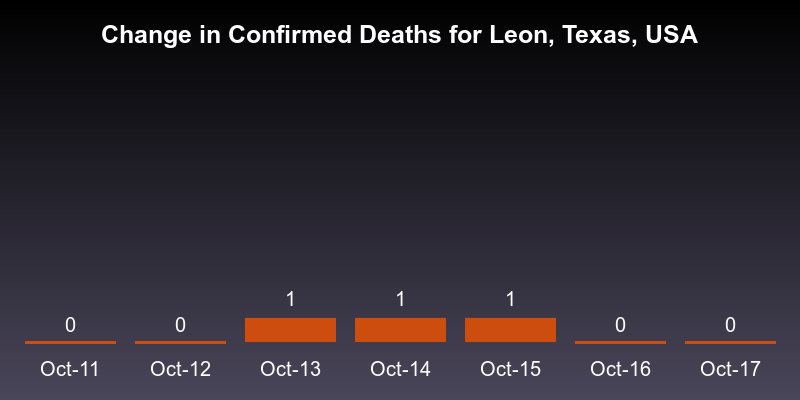 Change in Confirmed Deaths for Leon, Texas, USA
0 0 1 1 1 0 0
Oct-11 Oct-12 Oct-13 Oct-14 Oct-15 Oct-16 Oct-17